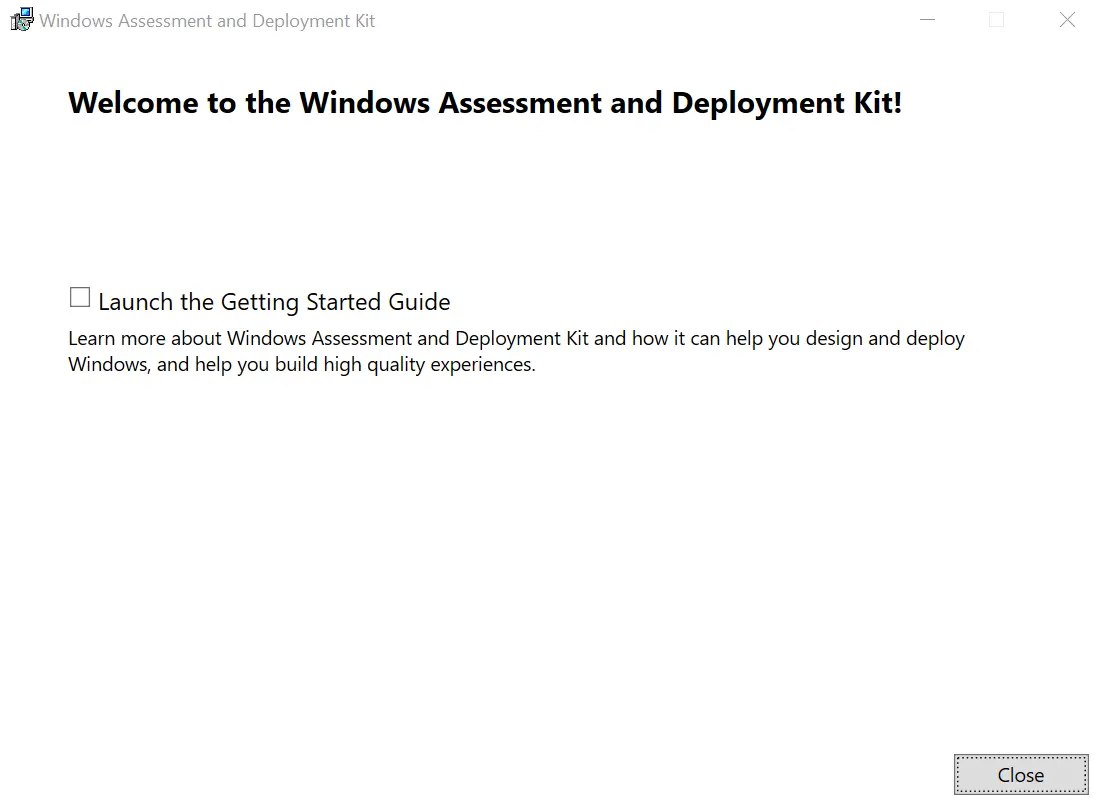 Windows Assessment and Deployment Kit
Welcome to the Windows Assessment and Deployment Kit!
Launch the Getting Started Guide
Learn more about Windows Assessment and Deployment Kit and how it can help you design and deploy
Windows, and help you build high quality experiences.
Close